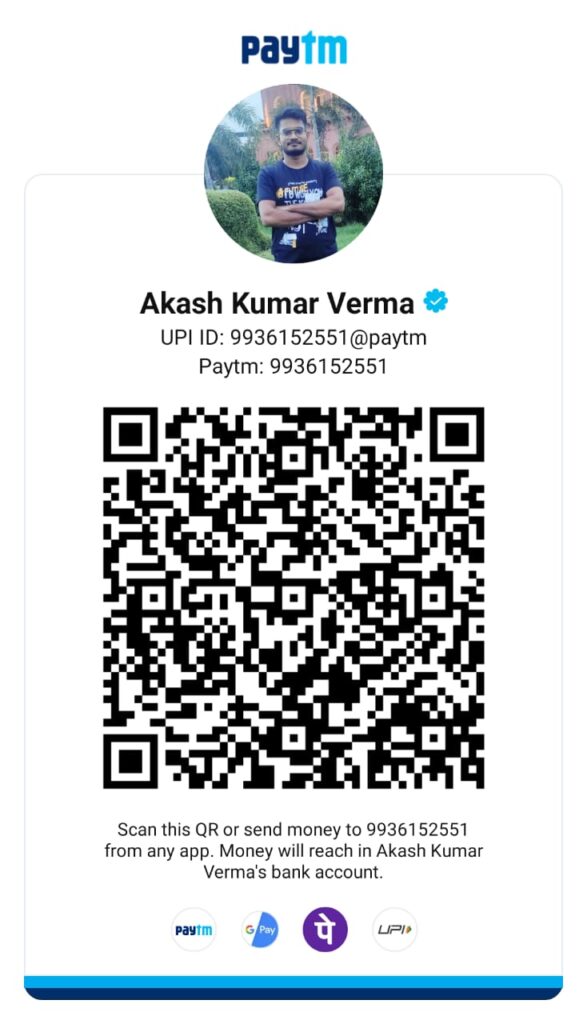 paytm
FUTURE
Akash Kumar Verma
UPI ID: 9936152551@paytm
Paytm: 9936152551
Scan this QR or send money to 9936152551
from any app. Money will reach in Akash Kumar
Verma's bank account.
paytm
G Pay
पे
UPI